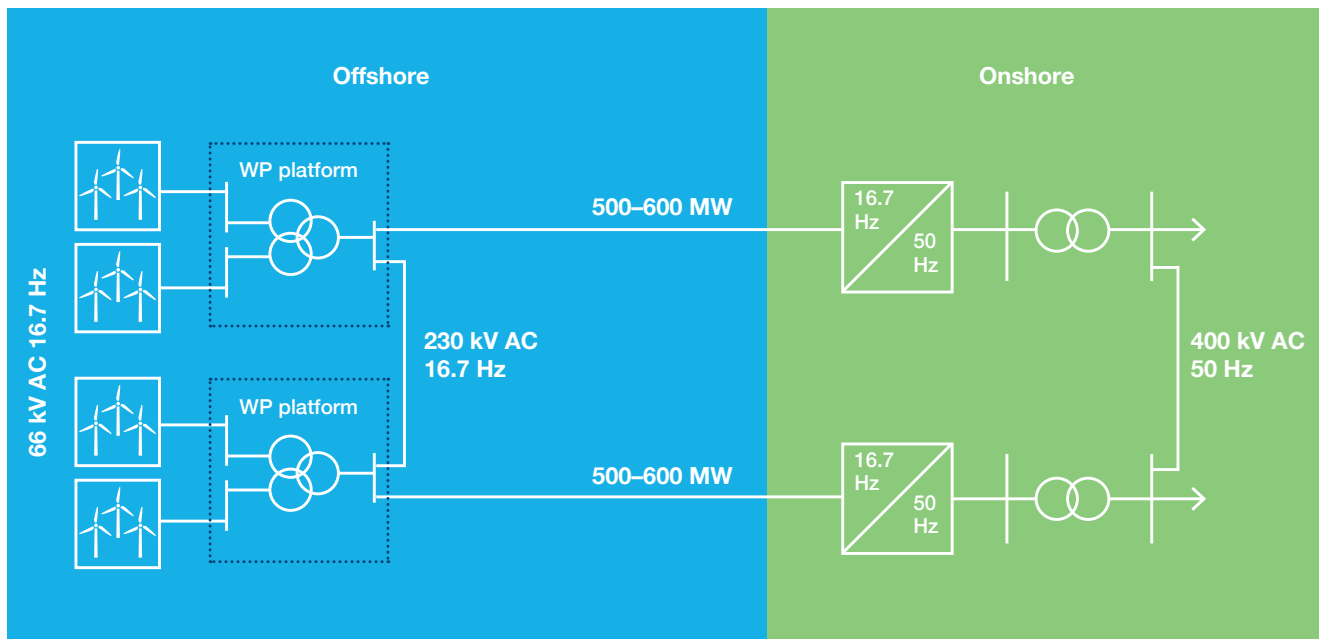 Offshore
Onshore
66 kV AC 16.7 Hz
WP platform
500–600 MW
16.7
Hz
50
Hz
230 kV AC
16.7 Hz
400 kV AC
50 Hz
WP platform
500–600 MW
16.7
Hz
50
Hz